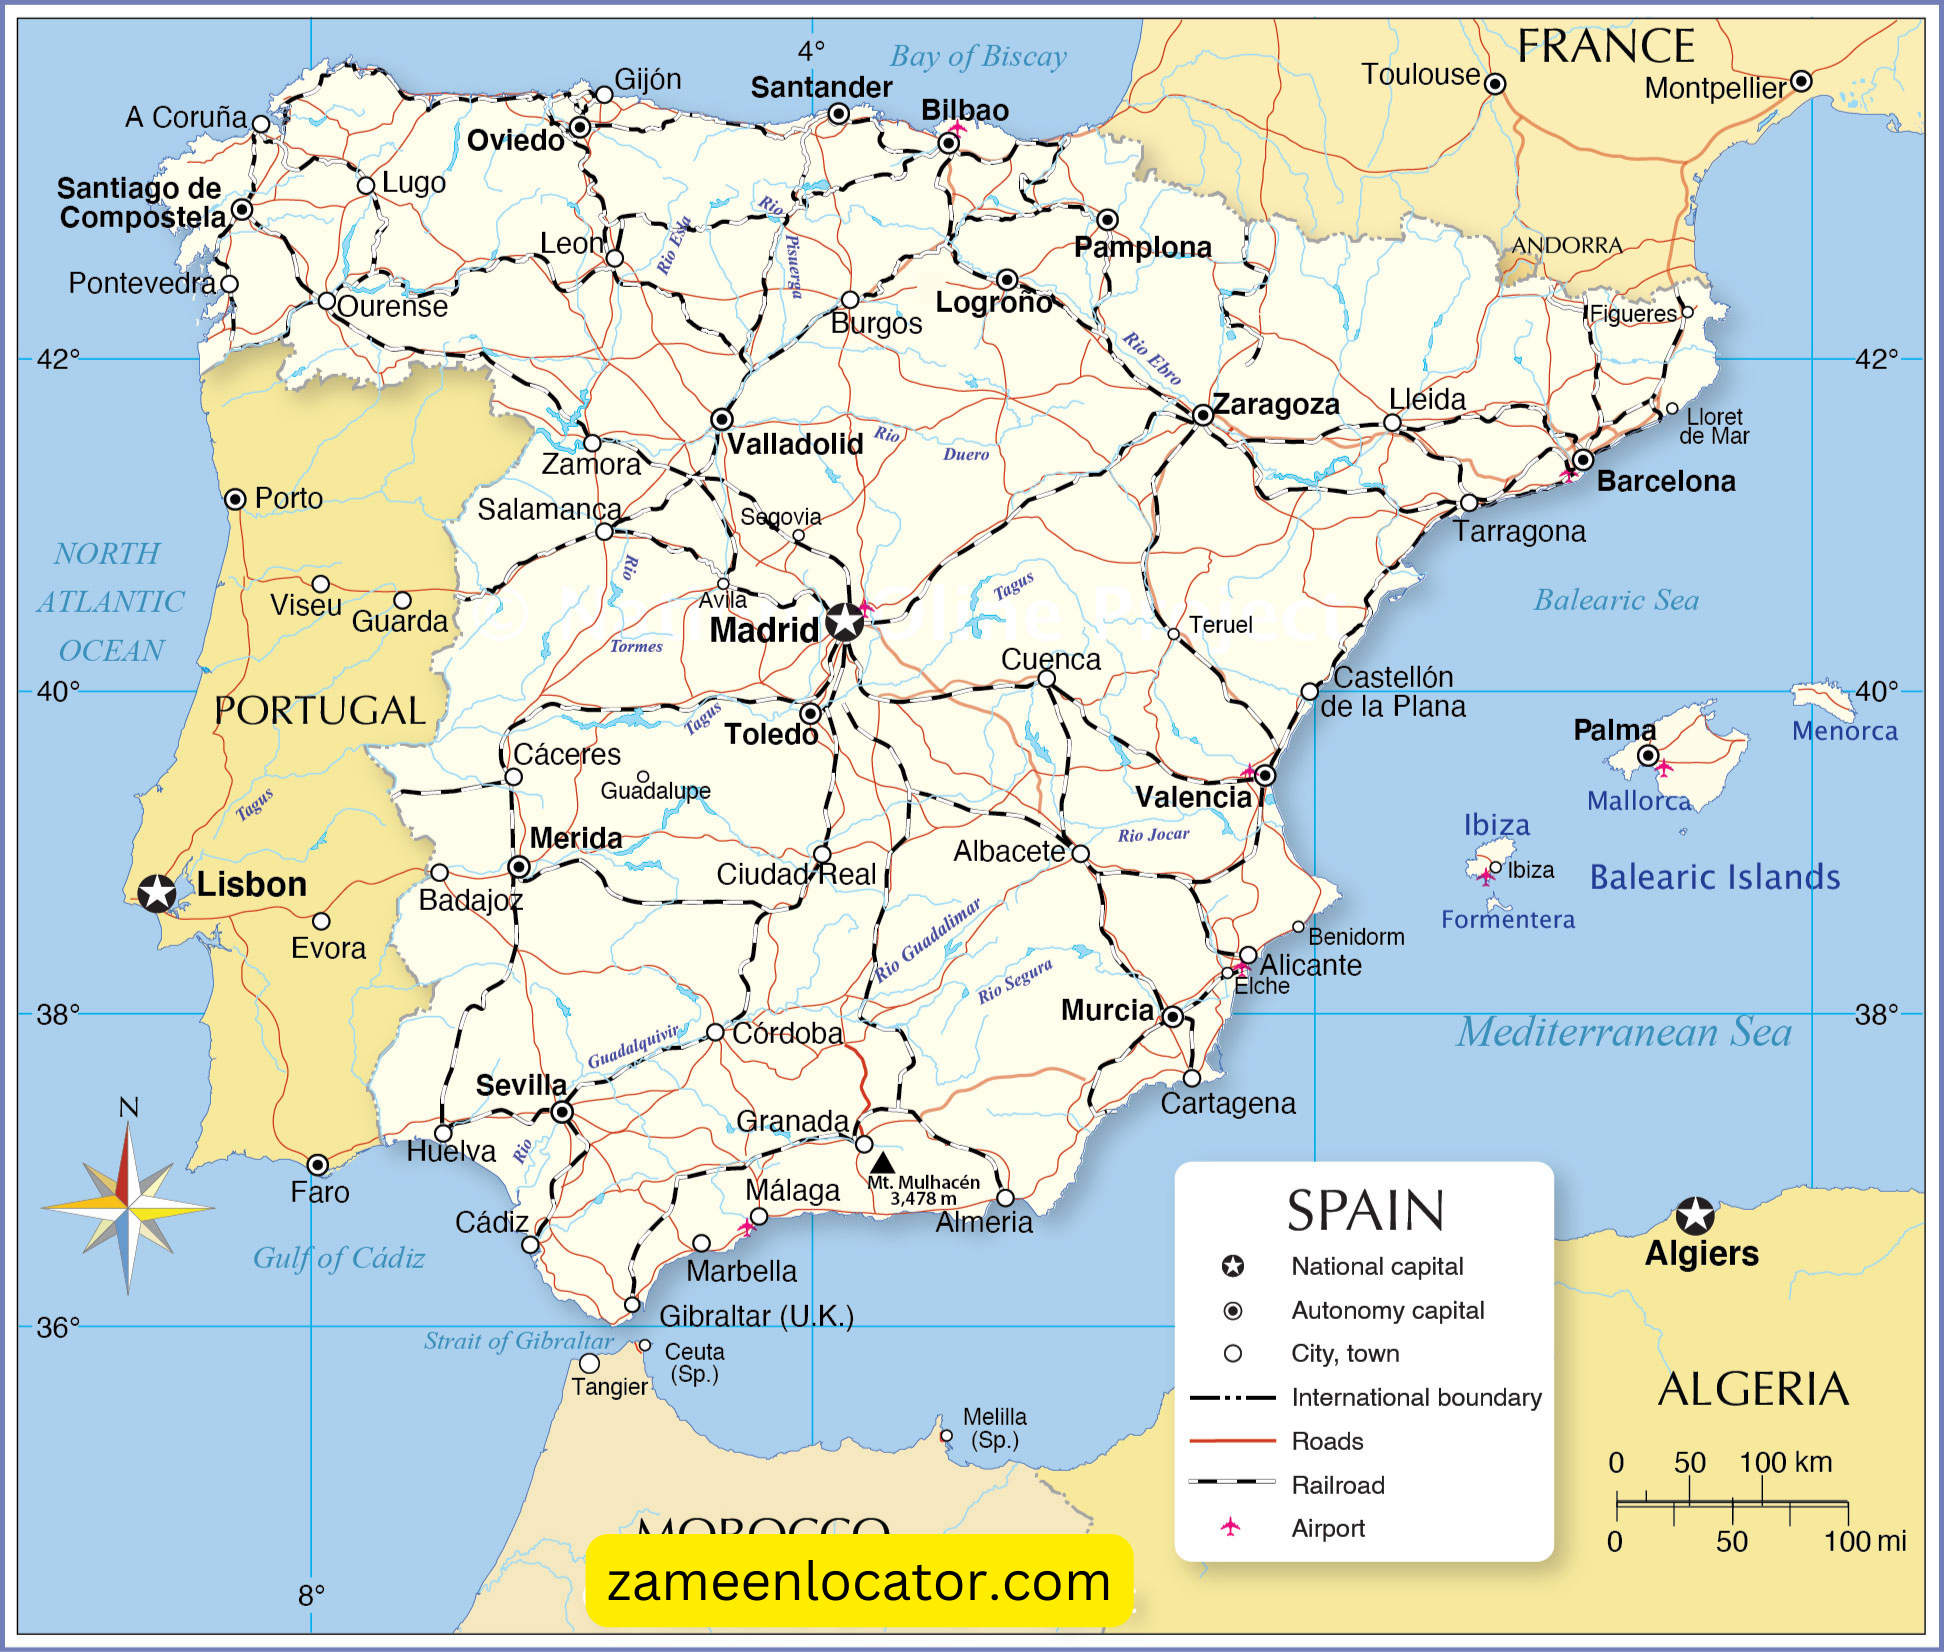 4°
Bay of Biscay
FRANCE
Toulouse
Montpellier
Gijón
Santander
Bilbao
A Coruña
Oviedo
Lugo
Santiago de
Compostela
Rio
Rio Esla
Pisuerga
Leon
Pamplona
ANDORRA
Pontevedra
Ourense
Logroño
Burgos
Figueres
42°
42°
Rio Ebro
Zaragoza
Lleida
Lloret
de Mar
Valladolid
Rio
Duero
Zamora
Barcelona
Porto
Salamanca
Segovia
Tarragona
NORTH
ATLANTIC
OCEAN
Viseu
Guarda
Rio
Avila
Tagus
Balearic Sea
Madrid
Teruel
Tormes
Cuenca
Castellón
de la Plana
40°
40°
PORTUGAL
Tagus
Toledo
Palma
Menorca
Cáceres
Guadalupe
Valencia
Mallorca
Tagus
Merida
Rio Jocar
Ibiza
Albacete
Ciudad Real
Ibiza
Balearic Islands
Lisbon
Badajoz
Formentera
Evora
Rio Guadalimar
Benidorm
Alicante
Elche
Rio Segura
38°
38°
Murcia
Córdoba
Mediterranean Sea
Guadalquivir
Sevilla
N
Granada
Cartagena
Huelva
Rio
Mt. Mulhacén
3,478 m
Faro
Málaga
Cádiz
Almeria
Gulf of Cádiz
Marbella
Gibraltar (U.K.)
36°
Strait of Gibraltar
Ceuta
(Sp.)
Tangier
Melilla
(Sp.)
MOROCCO
8°
Algiers
ALGERIA
SPAIN
National capital
Autonomy capital
City, town
International boundary
Roads
Railroad
Airport
0 50 100 km
0 50 100 mi
zameenlocator.com